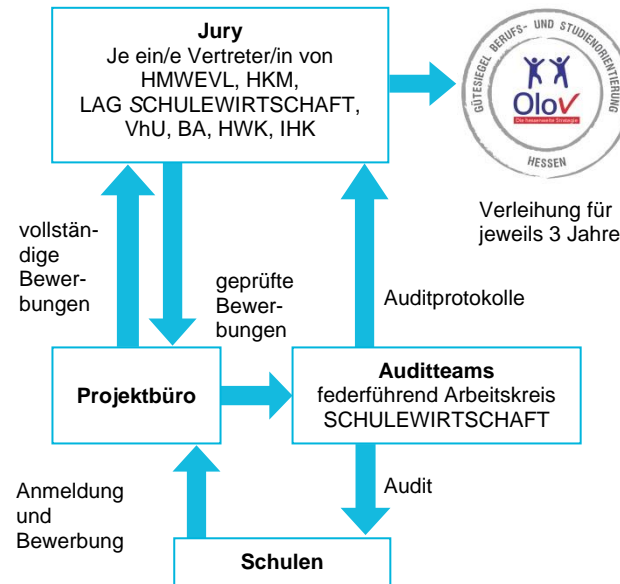 Jury
Je ein/e Vertreter/in von
HMWEVL, HKM,
LAG SCHULEWIRTSCHAFT,
VhU, BA, HWK, IHK
GÜTESIEGEL BERUFS- UND STUDIENORIENTIERUNG
OloV
Die hessenweite Strategie
HESSEN
Verleihung für
jeweils 3 Jahre
vollstän-
dige
Bewer-
bungen
geprüfte
Bewer-
bungen
Auditprotokolle
Projektbüro
Auditteams
federführend Arbeitskreis
SCHULEWIRTSCHAFT
Anmeldung
und
Bewerbung
Audit
Schulen